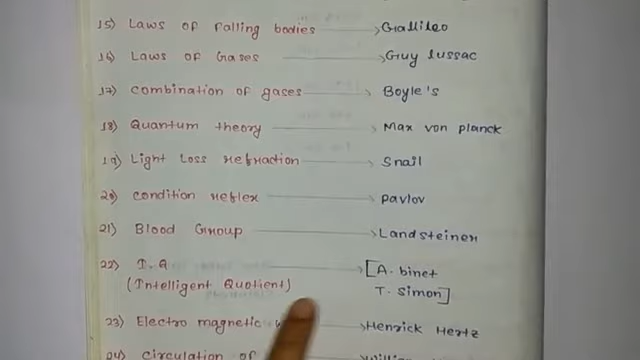 15) Laws of Falling bodies Gallileo
16) Laws of Gases Guy lussac
17) Combination of gases Boyle's
18) Quantum theory Max von planck
19) Light Loss refraction Snail
20) condition reflex pavlov
21) Blood Group Landsteiner
22) I.Q [A. binet
(Intelligent Quotient) T. Simon]
23) Electro magnetic Henrick Hertz
24) circulation of